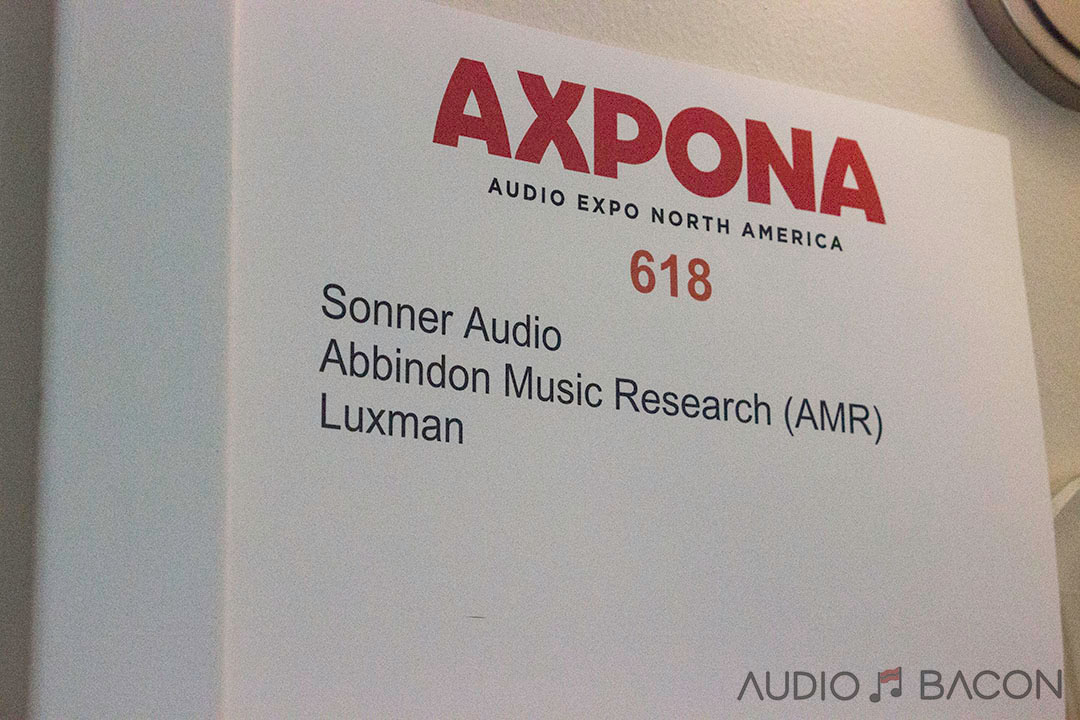 AXPONA
AUDIO EXPO NORTH AMERICA
618
Sonner Audio
Abbindon Music Research (AMR)
Luxman
AUDIO BACON